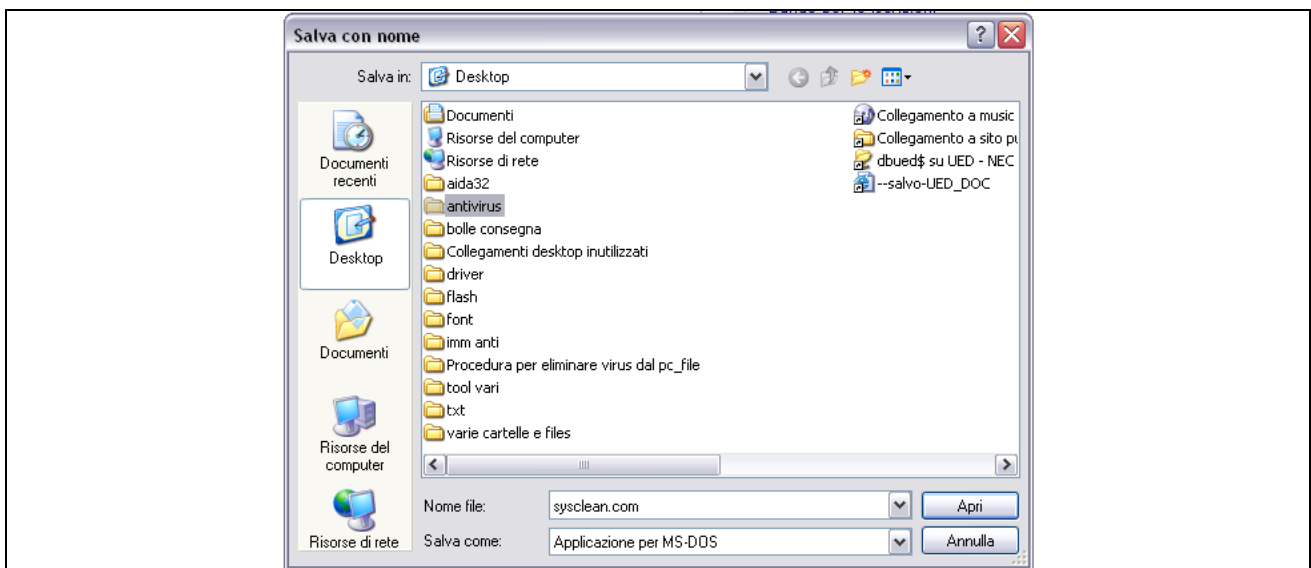 Salva con nome
Salva in:
Desktop
Documenti recenti
Desktop
Documenti
Risorse del computer
Risorse di rete
Documenti
Risorse del computer
Risorse di rete
aida32
antivirus
bolle consegna
Collegamenti desktop inutilizzati
driver
flash
font
imm anti
Procedura per eliminare virus dal pc_file
tool vari
txt
varie cartelle e files
Collegamento a music
Collegamento a sito pu
dbued$ su UED - NEC
--salvo-UED_DOC
Nome file:
sysclean.com
Apri
Salva come:
Applicazione per MS-DOS
Annulla